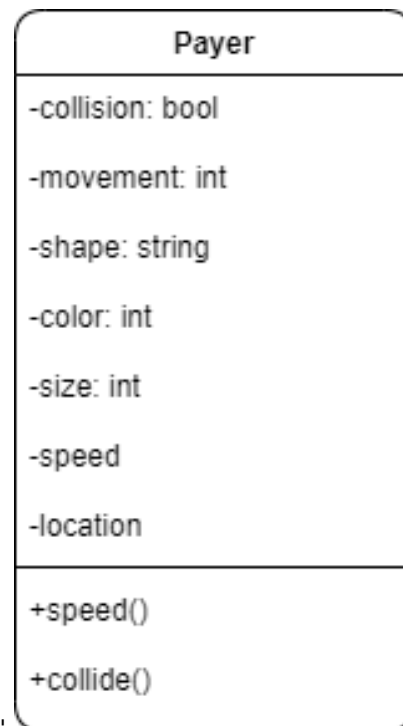 Payer
-collision: bool
-movement: int
-shape: string
-color: int
-size: int
-speed
-location
+speed()
+collide()